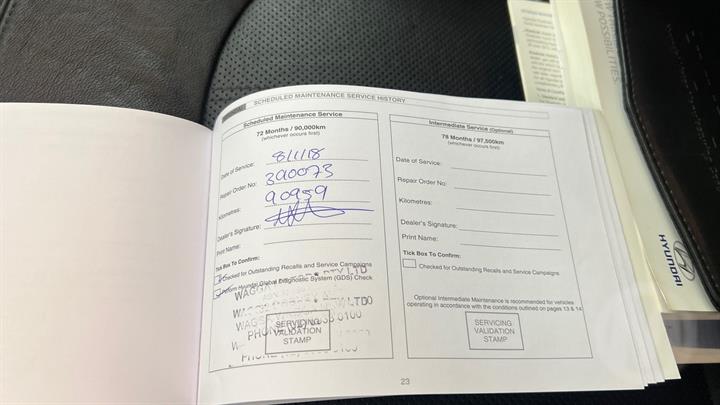 SCHEDULED MAINTENANCE SERVICE HISTORY
Scheduled Maintenance Service
72 Months / 90,000km
(whichever occurs first)
Date of Service: 8/1/18
Repair Order No: 390073
Kilometres: 90959
Dealer's Signature:
Print Name:
Tick Box To Confirm:
Checked for Outstanding Recalls and Service Campaigns
Perform Hyundai Global Diagnostic System (GDS) Check
WAGGA
PTY LTD
SERVICING
VALIDATION
STAMP
Intermediate Service (Optional)
78 Months / 97,500km
(whichever occurs first)
Date of Service:
Repair Order No:
Kilometres:
Dealer's Signature:
Print Name:
Tick Box To Confirm:
Checked for Outstanding Recalls and Service Campaigns
Optional Intermediate Maintenance is recommended for vehicles
operating in accordance with the conditions outlined on pages 13 & 14
SERVICING
VALIDATION
STAMP
23
HYUNDAI
POSSIBILITIES